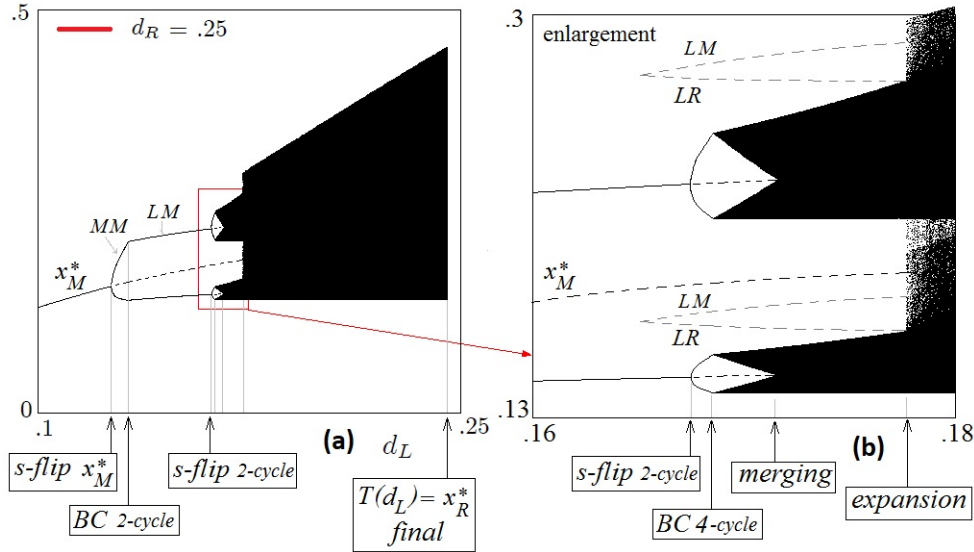 .5
d_R = .25
MM
LM
x*_M
0
.1
(a)
d_L
.25
s-flip x*_M
BC 2-cycle
s-flip 2-cycle
T(d_L) = x*_R
final
.3
enlargement
LM
LR
x*_M
LM
LR
.13
.16
(b)
.18
s-flip 2-cycle
BC 4-cycle
merging
expansion